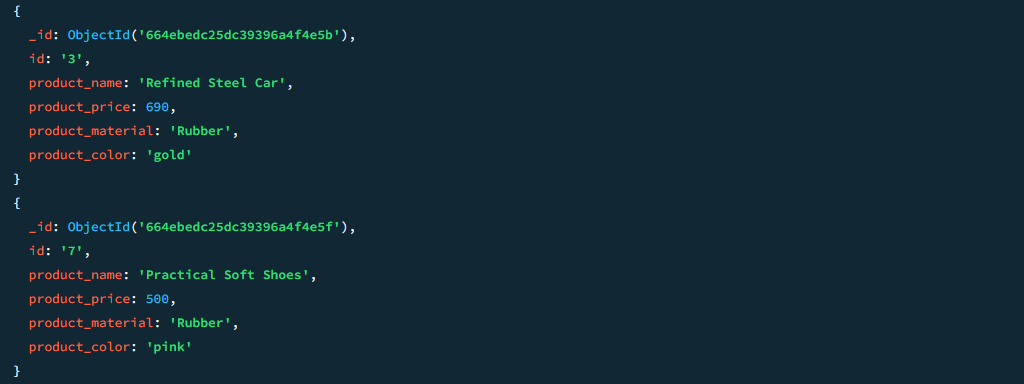 {
_id: ObjectId('664ebedc25dc39396a4f4e5b'),
id: '3',
product_name: 'Refined Steel Car',
product_price: 690,
product_material: 'Rubber',
product_color: 'gold'
}
{
_id: ObjectId('664ebedc25dc39396a4f4e5f'),
id: '7',
product_name: 'Practical Soft Shoes',
product_price: 500,
product_material: 'Rubber',
product_color: 'pink'
}